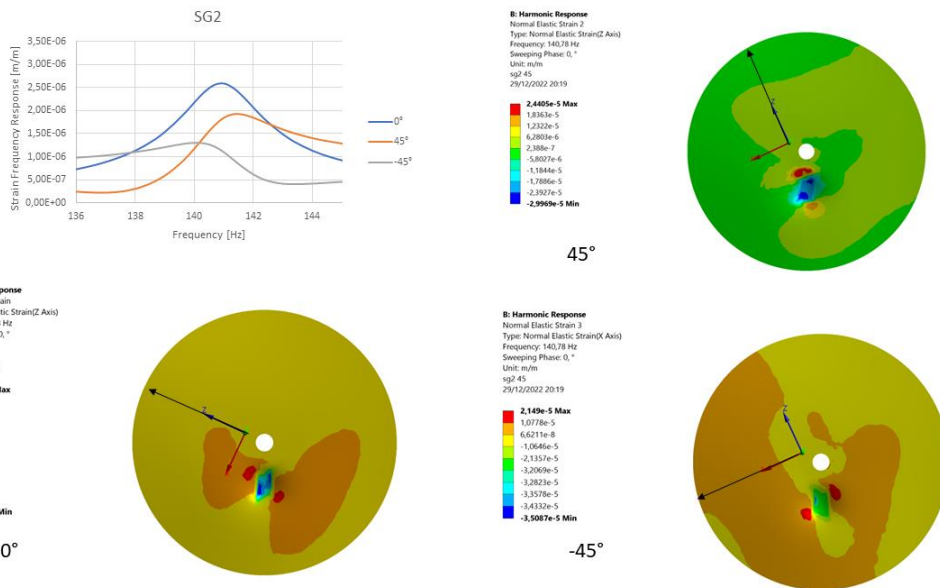 SG2
Strain Frequency Response [m/m]
3,50E-06
3,00E-06
2,50E-06
2,00E-06
1,50E-06
1,00E-06
5,00E-07
0,00E+00
136
138
140
142
144
Frequency [Hz]
0°
45°
-45°
B: Harmonic Response
Normal Elastic Strain 2
Type: Normal Elastic Strain(Z Axis)
Frequency: 140,78 Hz
Sweeping Phase: 0, °
Unit: m/m
sg2 45
29/12/2022 20:19
2,4405e-5 Max
1,8363e-5
1,2322e-5
6,2803e-6
2,388e-7
-5,8027e-6
-1,1844e-5
-1,7886e-5
-2,3927e-5
-2,9969e-5 Min
Z
45°
ponse
ain
tic Strain(Z Axis)
Hz
0, °
Max
Min
Z
0°
B: Harmonic Response
Normal Elastic Strain 3
Type: Normal Elastic Strain(X Axis)
Frequency: 140,78 Hz
Sweeping Phase: 0, °
Unit: m/m
sg2 45
29/12/2022 20:19
2,149e-5 Max
1,0778e-5
6,6211e-8
-1,0646e-5
-2,1357e-5
-3,2069e-5
-3,2823e-5
-3,3578e-5
-3,4332e-5
-3,5087e-5 Min
Z
-45°